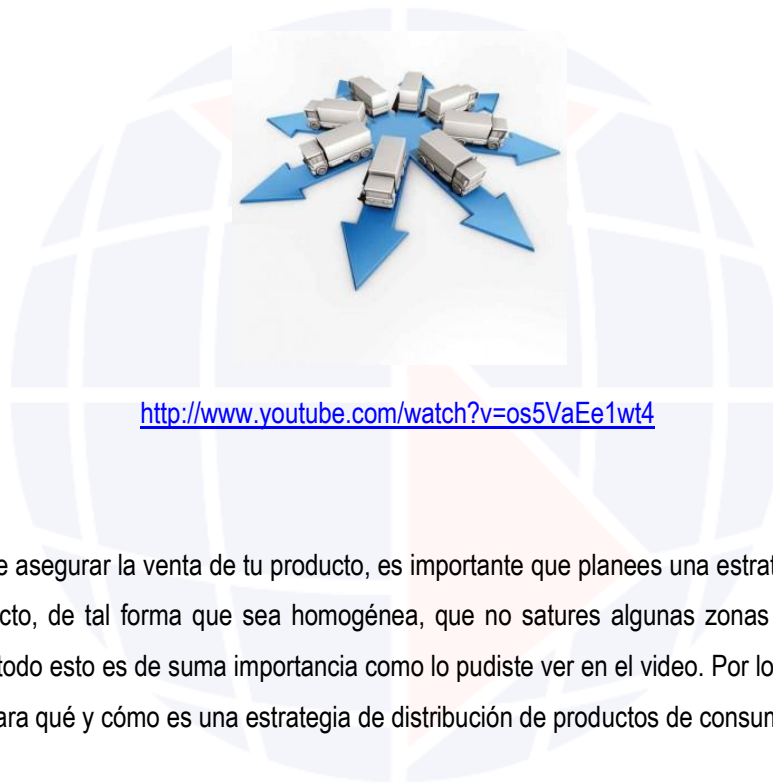 http://www.youtube.com/watch?v=os5VaEe1wt4
e asegurar la venta de tu producto, es importante que planees una
cto, de tal forma que sea homogénea, que no satures algunas zonas
todo esto es de suma importancia como lo pudiste ver en el video. Por lo
ara qué y cómo es una estrategia de distribución de productos de